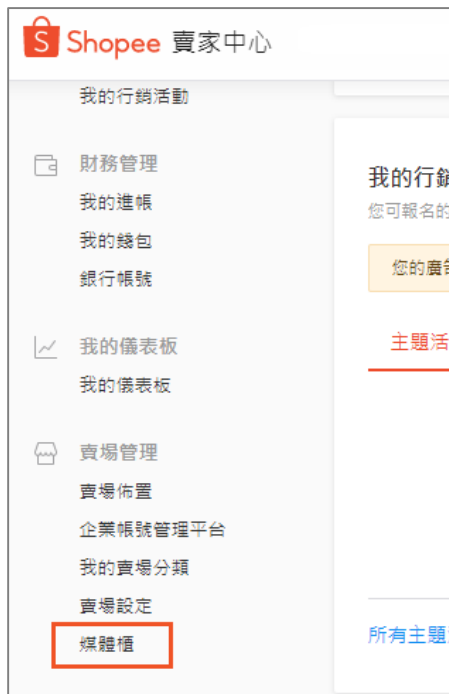 Shopee 賣家中心
我的行銷活動
財務管理
我的進帳
我的錢包
銀行帳號
我的儀表板
我的儀表板
賣場管理
賣場佈置
企業帳號管理平台
我的賣場分類
賣場設定
媒體櫃
我的行銷
您可報名的
您的廣告
主題活
所有主題